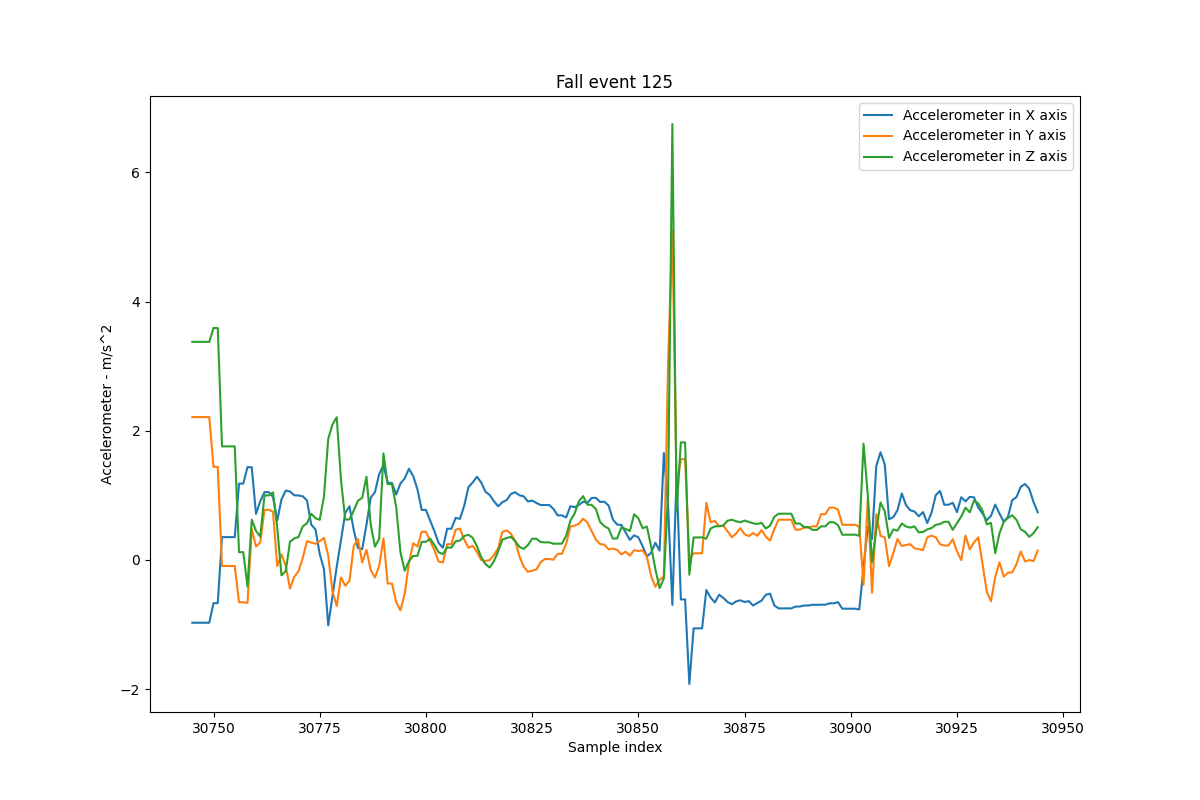 Fall event 125
Accelerometer in X axis
Accelerometer in Y axis
Accelerometer in Z axis
6
4
2
0
−2
Accelerometer - m/s^2
30750 30775 30800 30825 30850 30875 30900 30925 30950
Sample index